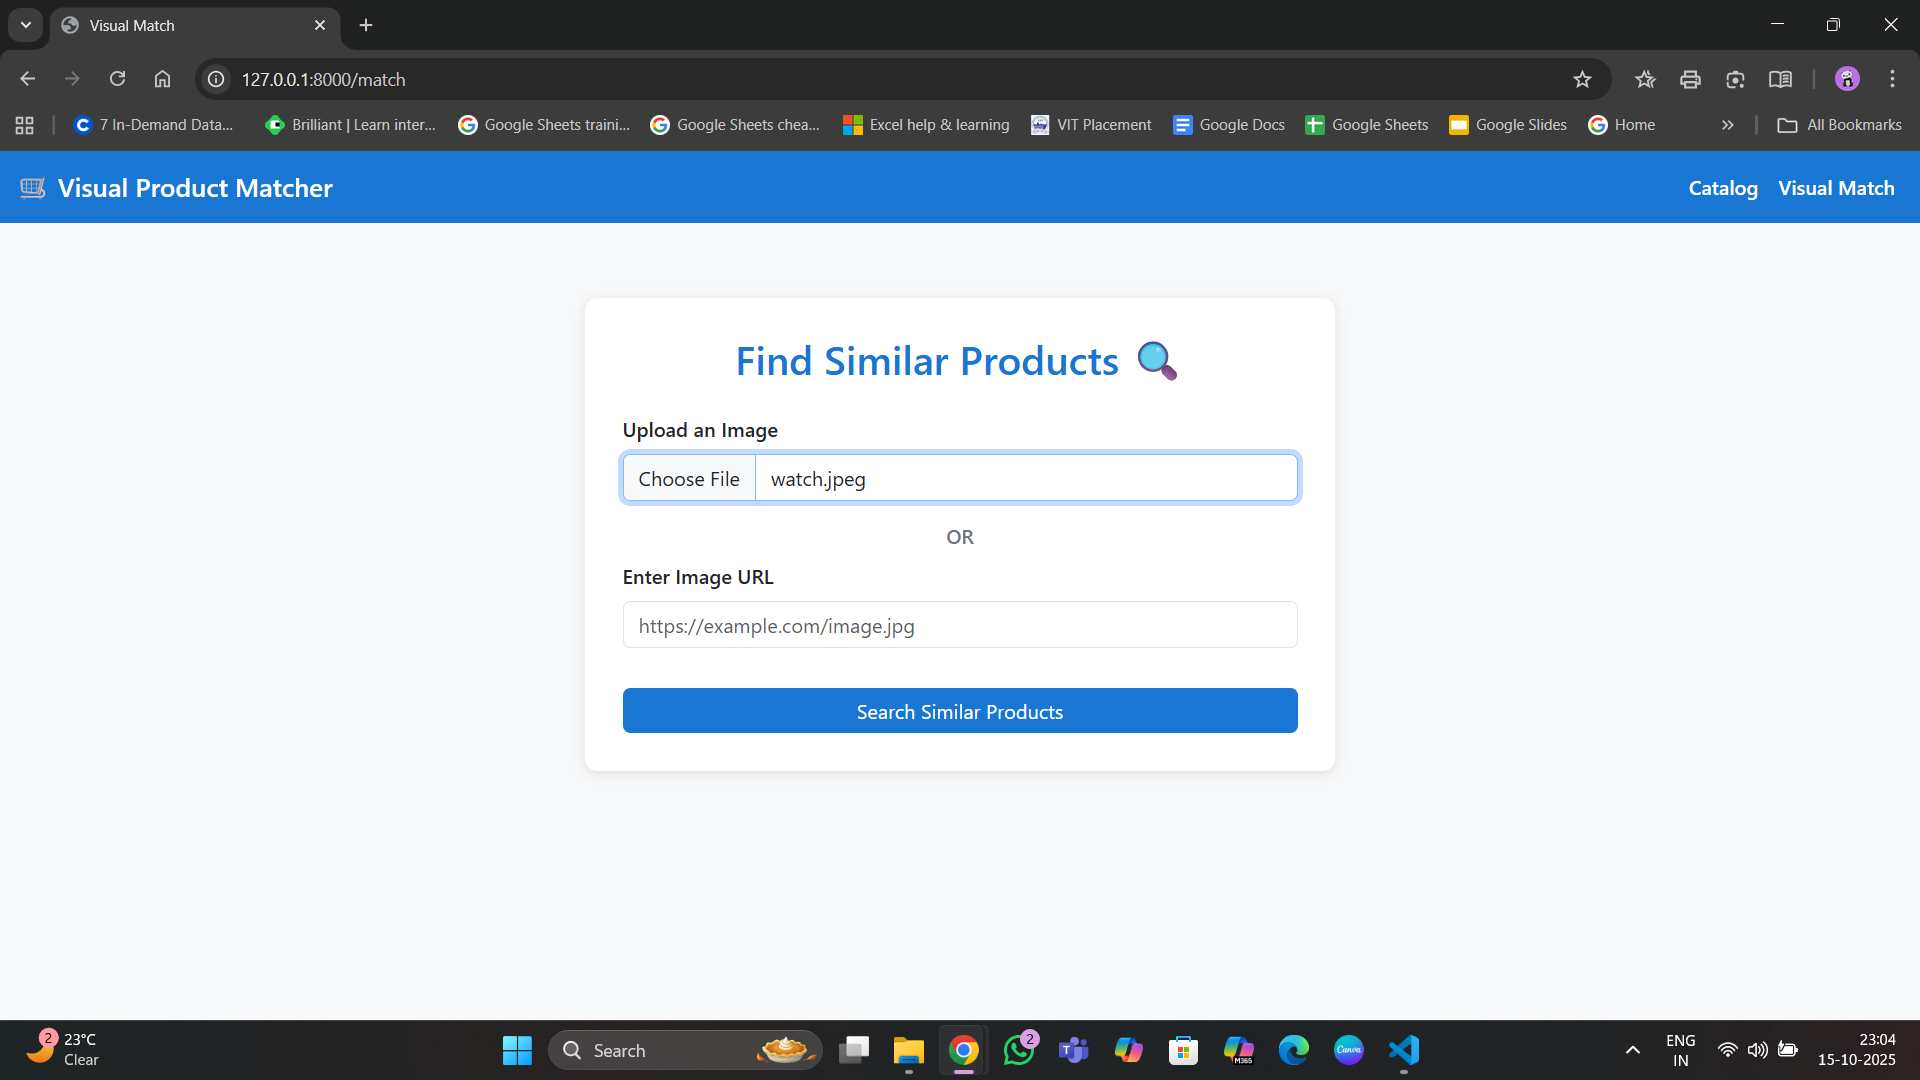 Visual Match
127.0.0.1:8000/match
7 In-Demand Data...
Brilliant | Learn inter...
Google Sheets traini...
Google Sheets chea...
Excel help & learning
VIT Placement
Google Docs
Google Sheets
Google Slides
Home
All Bookmarks
Visual Product Matcher
Catalog
Visual Match
Find Similar Products
Upload an Image
Choose File watch.jpeg
OR
Enter Image URL
https://example.com/image.jpg
Search Similar Products
2
23°C
Clear
Search
2
T
M365
Canva
ENG
IN
23:04
15-10-2025